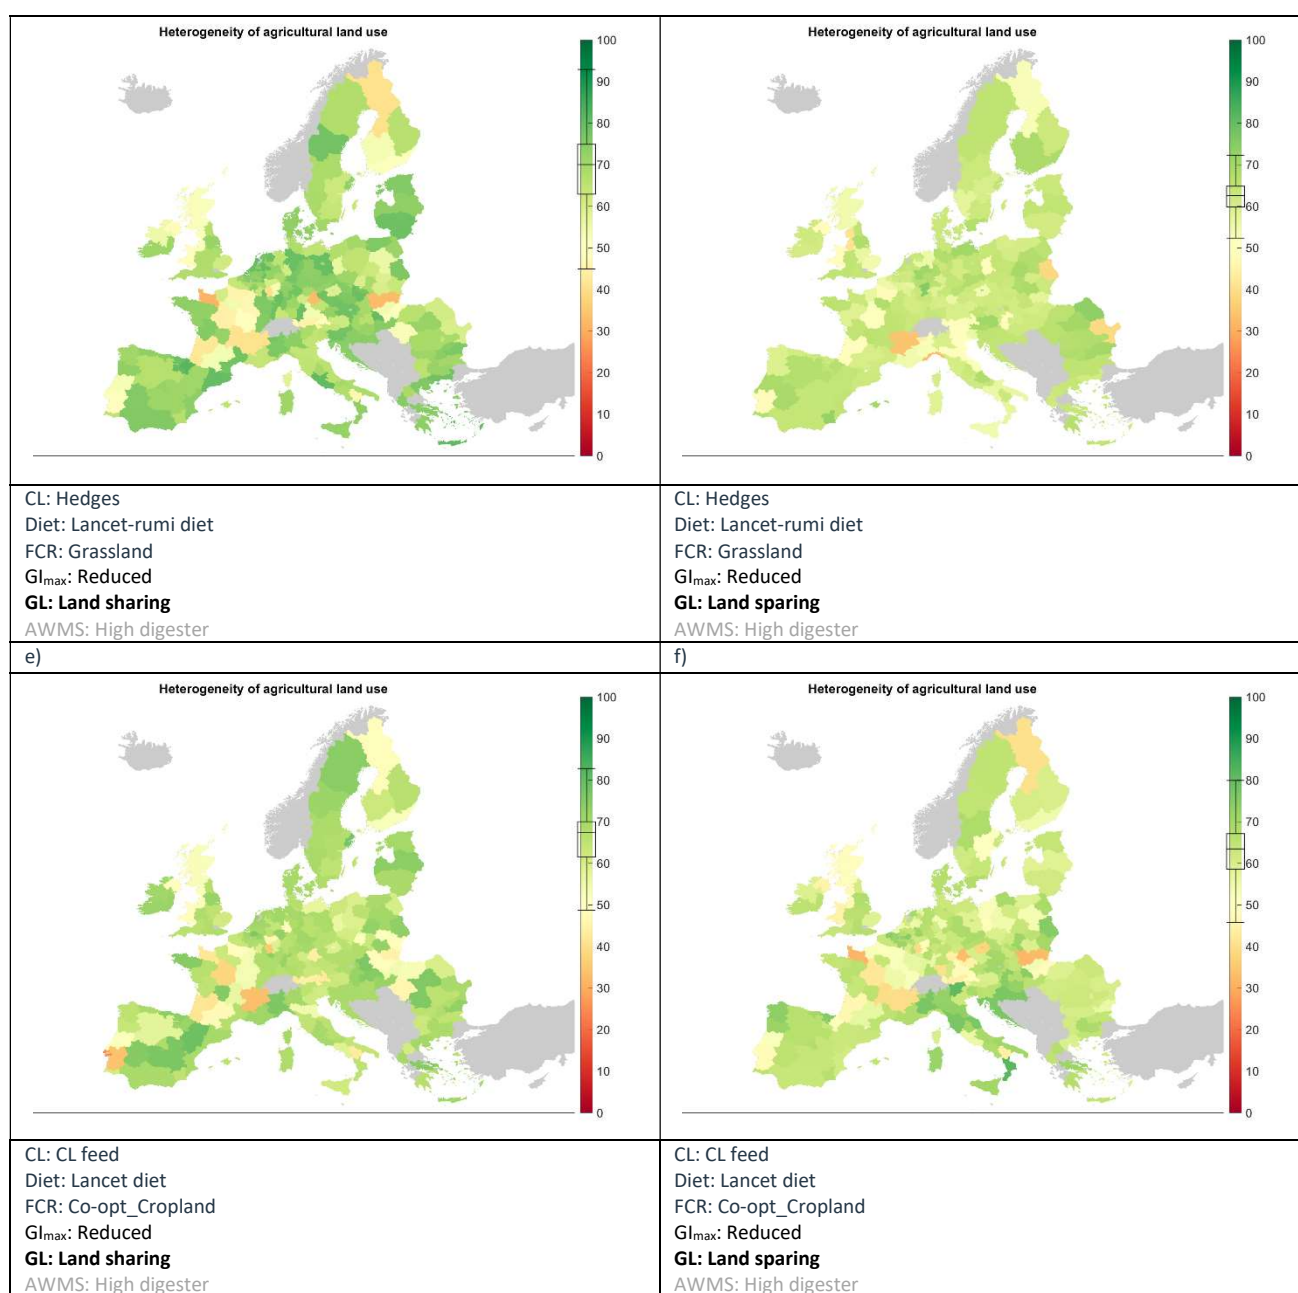 Heterogeneity of agricultural land use
100
90
80
70
60
50
40
30
20
10
0
Heterogeneity of agricultural land use
100
90
80
70
60
50
40
30
20
10
0
CL: Hedges
Diet: Lancet-rumi diet
FCR: Grassland
GImax: Reduced
GL: Land sharing
AWMS: High digester
CL: Hedges
Diet: Lancet-rumi diet
FCR: Grassland
GImax: Reduced
GL: Land sparing
AWMS: High digester
e)
f)
Heterogeneity of agricultural land use
100
90
80
70
60
50
40
30
20
10
0
Heterogeneity of agricultural land use
100
90
80
70
60
50
40
30
20
10
0
CL: CL feed
Diet: Lancet diet
FCR: Co-opt_Cropland
GImax: Reduced
GL: Land sharing
AWMS: High digester
CL: CL feed
Diet: Lancet diet
FCR: Co-opt_Cropland
GImax: Reduced
GL: Land sparing
AWMS: High digester